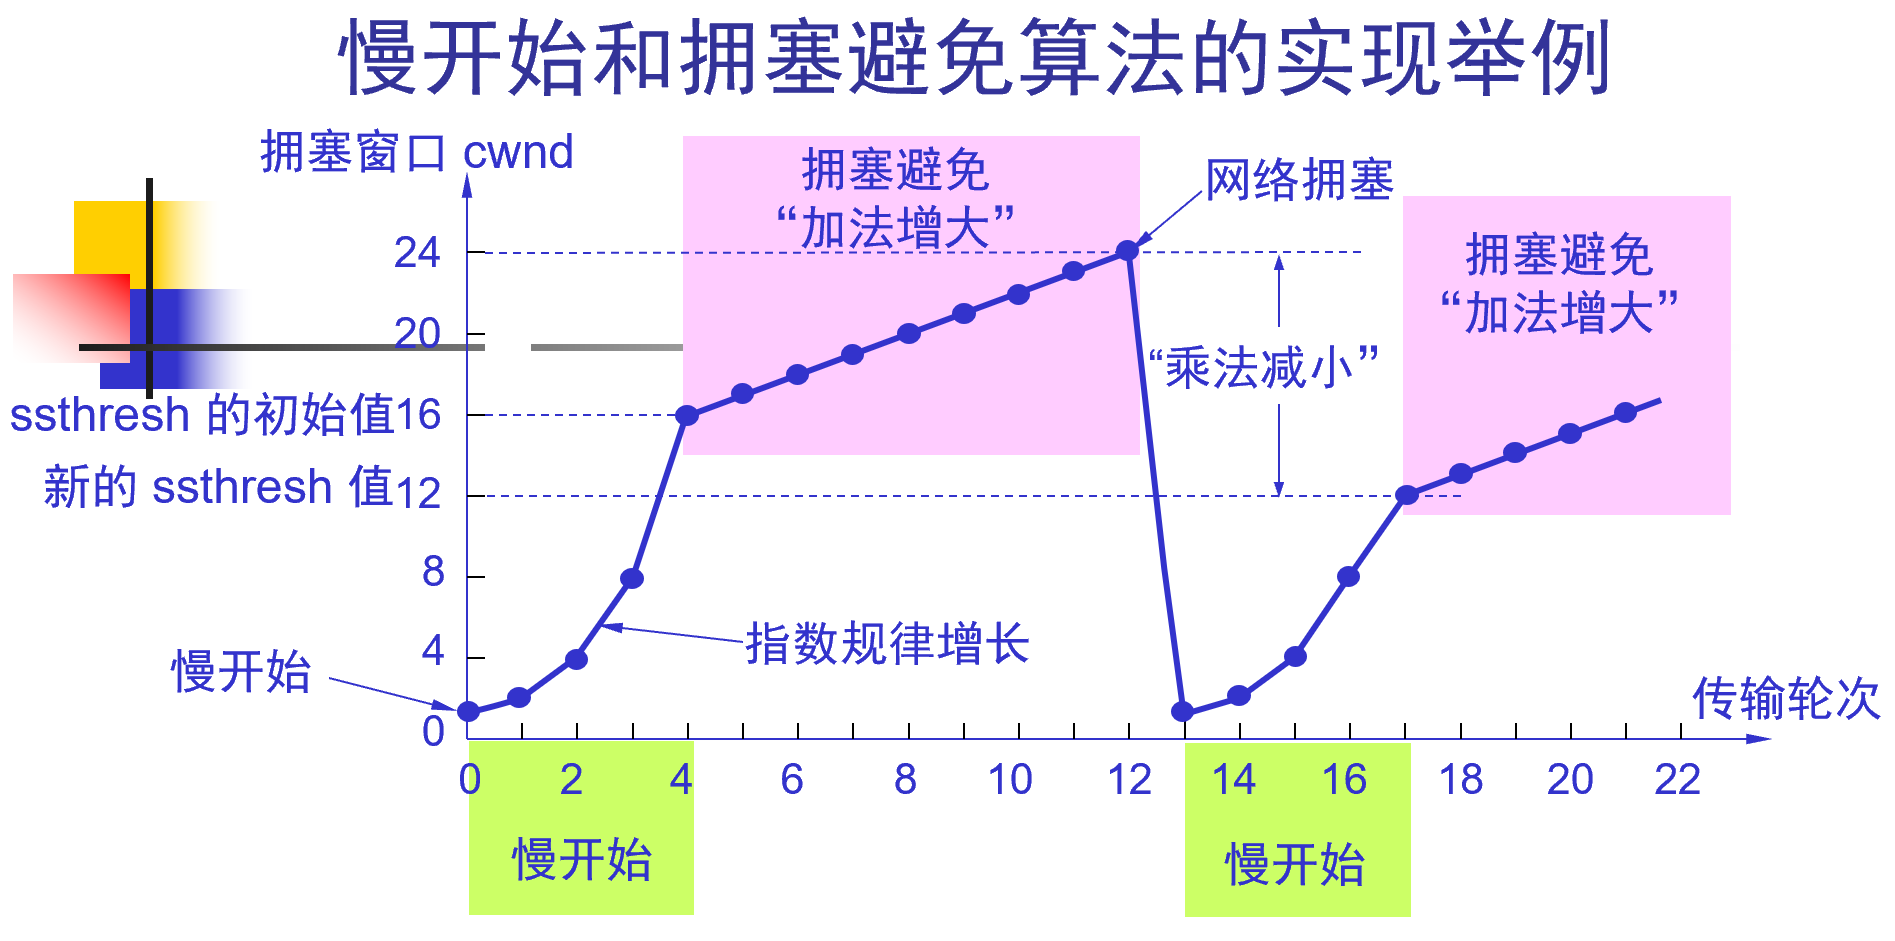 慢开始和拥塞避免算法的实现举例
拥塞窗口 cwnd
拥塞避免
“加法增大”
网络拥塞
拥塞避免
“加法增大”
24
20
“乘法减小”
ssthresh 的初始值16
新的 ssthresh 值12
8
4
0
指数规律增长
慢开始
传输轮次
0 2 4 6 8 10 12 14 16 18 20 22
慢开始
慢开始